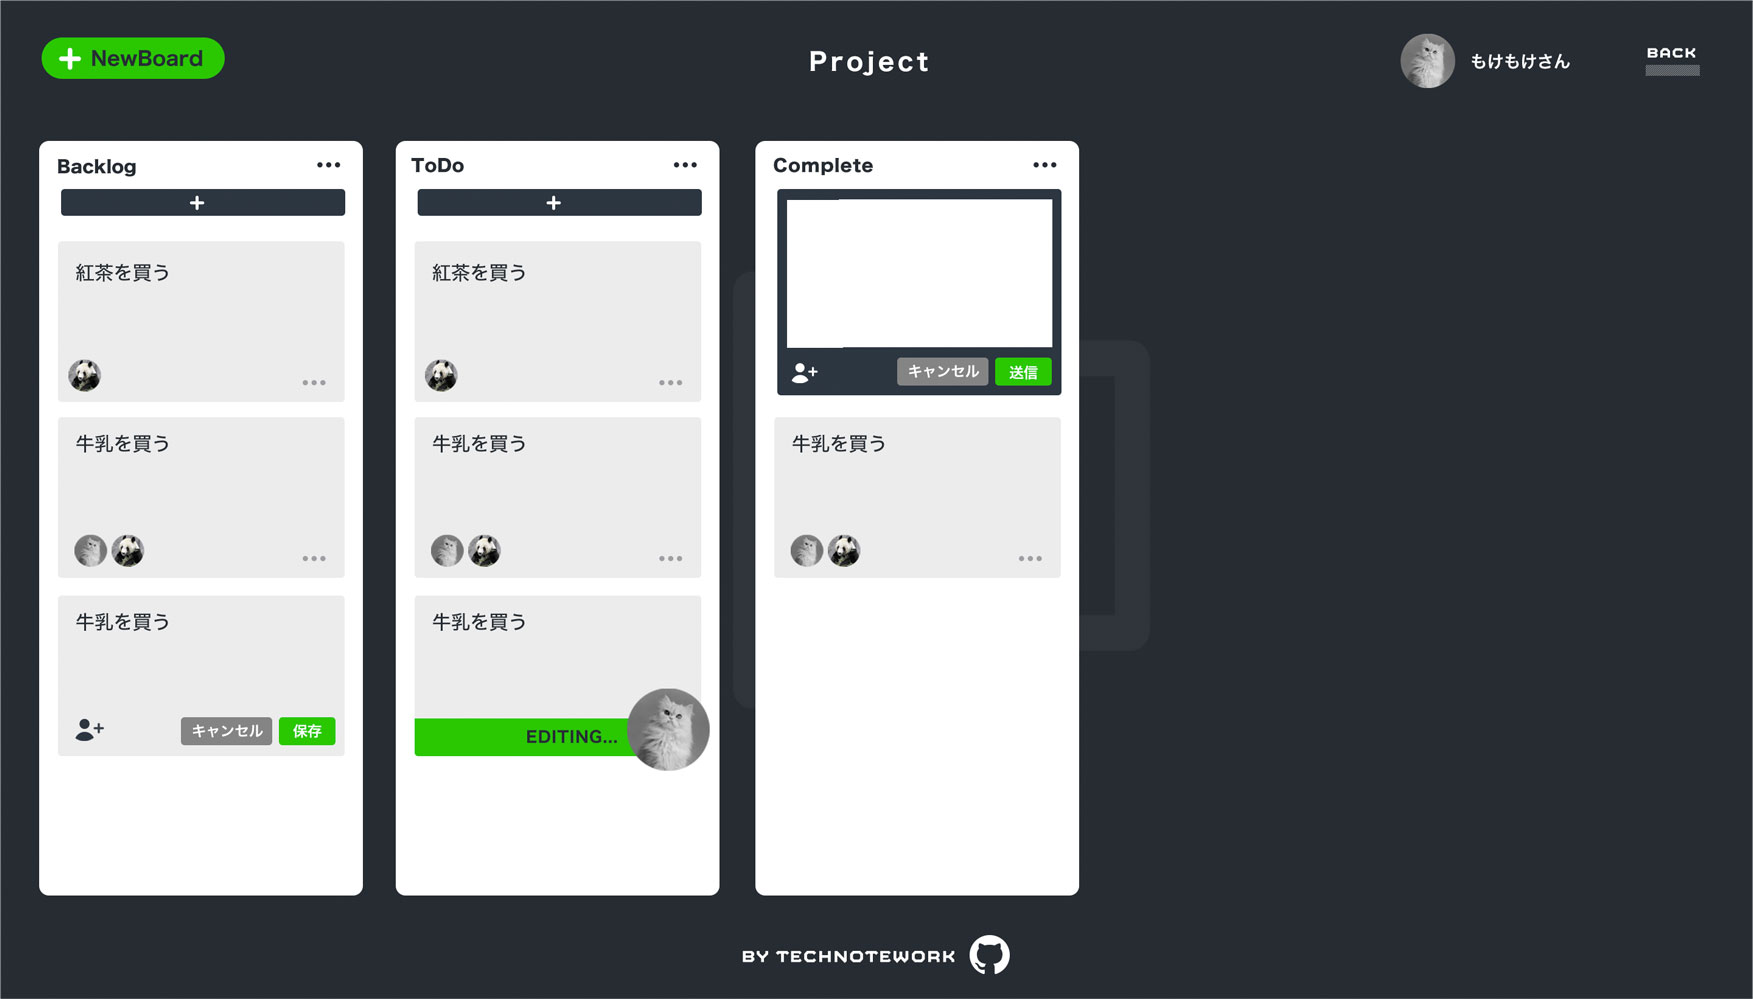 NewBoard
Project
もけもけさん
BACK
Backlog
紅茶を買う
牛乳を買う
牛乳を買う
キャンセル
保存
ToDo
紅茶を買う
牛乳を買う
牛乳を買う
EDITING...
Complete
キャンセル
送信
牛乳を買う
BY TECHNOTEWORK